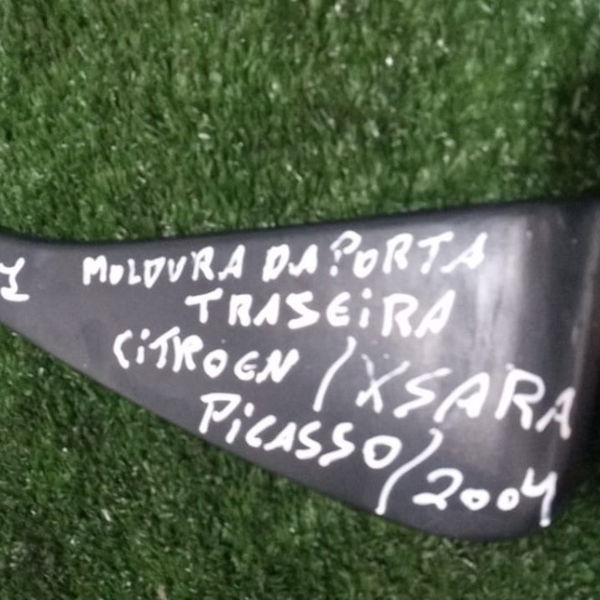 MOLDURA DA PORTA
TRASEIRA
CiTROEN / XSARA
PiCASSO / 2004